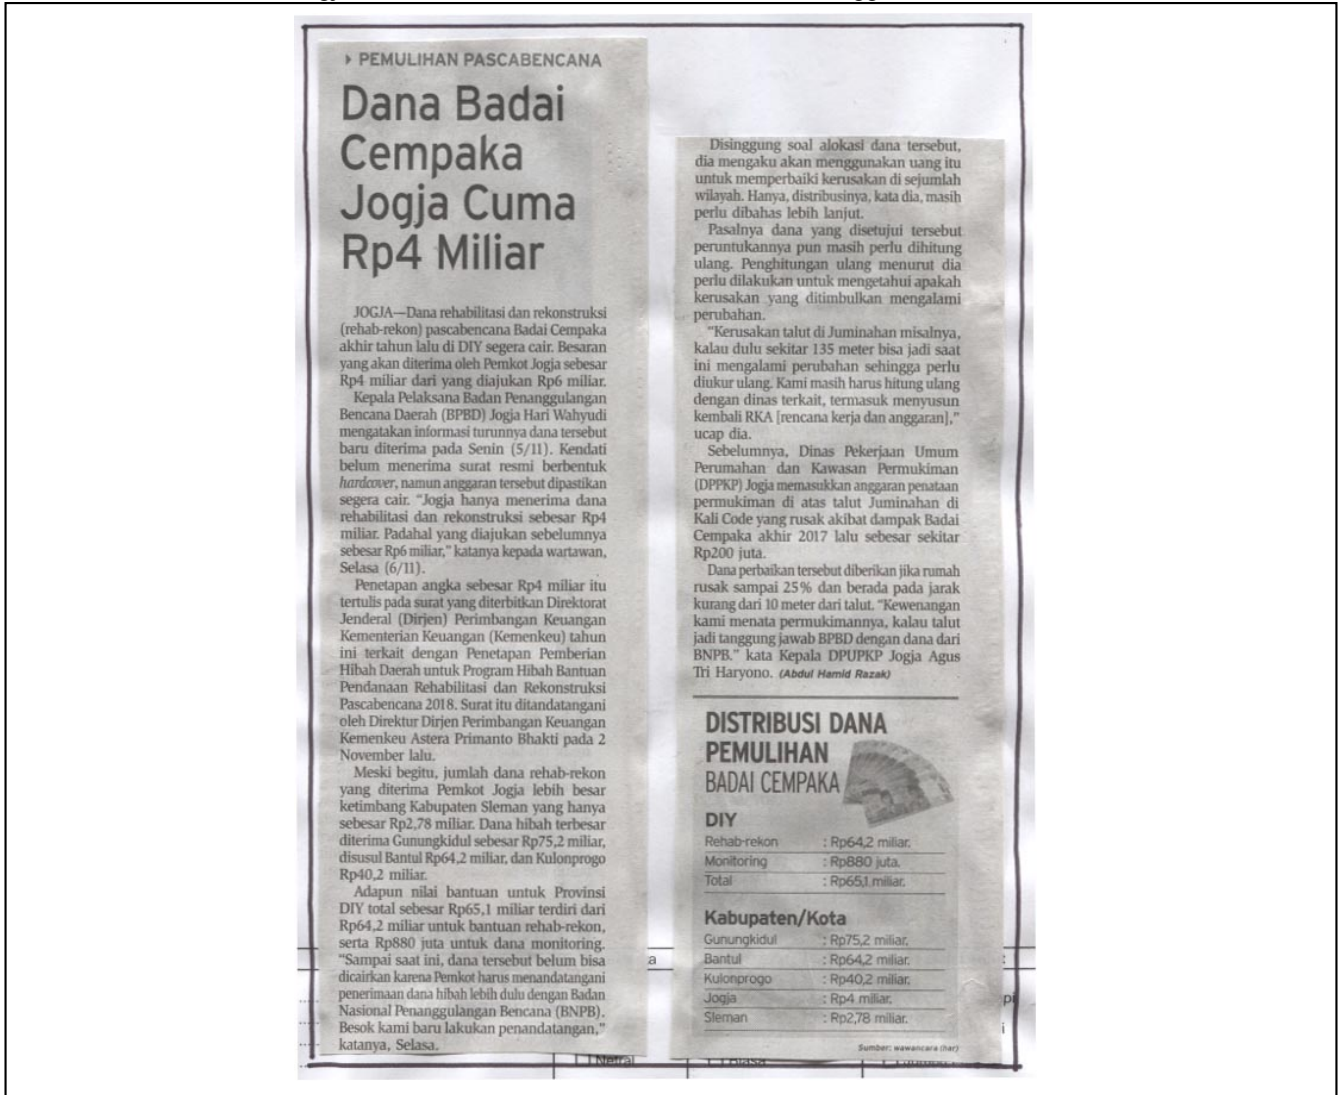 PEMULIHAN PASCABENCANA
Dana Badai
Cempaka
Jogja Cuma
Rp4 Miliar
JOGJA—Dana rehabilitasi dan rekonstruksi
(rehab-rekon) pascabencana Badai Cempaka
akhir tahun lalu di DIY segera cair. Besaran
yang akan diterima oleh Pemkot Jogja sebesar
Rp4 miliar dari yang diajukan Rp6 miliar.
Kepala Pelaksana Badan Penanggulangan
Bencana Daerah (BPBD) Jogja Hari Wahyudi
mengatakan informasi turunnya dana tersebut
baru diterima pada Senin (5/11). Kendati
belum menerima surat resmi berbentuk
hardcover, namun anggaran tersebut dipastikan
segera cair. “Jogja hanya menerima dana
rehabilitasi dan rekonstruksi sebesar Rp4
miliar. Padahal yang diajukan sebelumnya
sebesar Rp6 miliar,” katanya kepada wartawan,
Selasa (6/11).
Penetapan angka sebesar Rp4 miliar itu
tertulis pada surat yang diterbitkan Direktorat
Jenderal (Dirjen) Perimbangan Keuangan
Kementerian Keuangan (Kemenkeu) tahun
ini terkait dengan Penetapan Pemberian
Hibah Daerah untuk Program Hibah Bantuan
Pendanaan Rehabilitasi dan Rekonstruksi
Pascabencana 2018. Surat itu ditandatangani
oleh Direktur Dirjen Perimbangan Keuangan
Kemenkeu Astera Primanto Bhakti pada 2
November lalu.
Meski begitu, jumlah dana rehab-rekon
yang diterima Pemkot Jogja lebih besar
ketimbang Kabupaten Sleman yang hanya
sebesar Rp2,78 miliar. Dana hibah terbesar
diterima Gunungkidul sebesar Rp75,2 miliar,
disusul Bantul Rp64,2 miliar, dan Kulonprogo
Rp40,2 miliar.
Adapun nilai bantuan untuk Provinsi
DIY total sebesar Rp65,1 miliar terdiri dari
Rp64,2 miliar untuk bantuan rehab-rekon,
serta Rp880 juta untuk dana monitoring.
“Sampai saat ini, dana tersebut belum bisa
dicairkan karena Pemkot harus menandatangani
penerimaan dana hibah lebih dulu dengan Badan
Nasional Penanggulangan Bencana (BNPB).
Besok kami baru lakukan penandatangan,”
katanya, Selasa.
Disinggung soal alokasi dana tersebut,
dia mengaku akan menggunakan uang itu
untuk memperbaiki kerusakan di sejumlah
wilayah. Hanya, distribusinya, kata dia, masih
perlu dibahas lebih lanjut.
Pasalnya dana yang disetujui tersebut
peruntukannya pun masih perlu dihitung
ulang. Penghitungan ulang menurut dia
perlu dilakukan untuk mengetahui apakah
kerusakan yang ditimbulkan mengalami
perubahan.
“Kerusakan talut di Juminahan misalnya,
kalau dulu sekitar 135 meter bisa jadi saat
ini mengalami perubahan sehingga perlu
diukur ulang. Kami masih harus hitung ulang
dengan dinas terkait, termasuk menyusun
kembali RKA [rencana kerja dan anggaran],”
ucap dia.
Sebelumnya, Dinas Pekerjaan Umum
Perumahan dan Kawasan Permukiman
(DPPKP) Jogja memasukkan anggaran penataan
permukiman di atas talut Juminahan di
Kali Code yang rusak akibat dampak Badai
Cempaka akhir 2017 lalu sebesar sekitar
Rp200 juta.
Dana perbaikan tersebut diberikan jika rumah
rusak sampai 25% dan berada pada jarak
kurang dari 10 meter dari talut. “Kewenangan
kami menata permukimannya, kalau talut
jadi tanggung jawab BPBD dengan dana dari
BNPB.” kata Kepala DPUPKP Jogja Agus
Tri Haryono. (Abdul Hamid Razak)
DISTRIBUSI DANA
PEMULIHAN
BADAI CEMPAKA
DIY
Rehab-rekon : Rp64,2 miliar.
Monitoring : Rp880 juta.
Total : Rp65,1 miliar.
Kabupaten/Kota
Gunungkidul : Rp75,2 miliar.
Bantul : Rp64,2 miliar.
Kulonprogo : Rp40,2 miliar.
Jogja : Rp4 miliar.
Sleman : Rp2,78 miliar.
Sumber: wawancara (har)